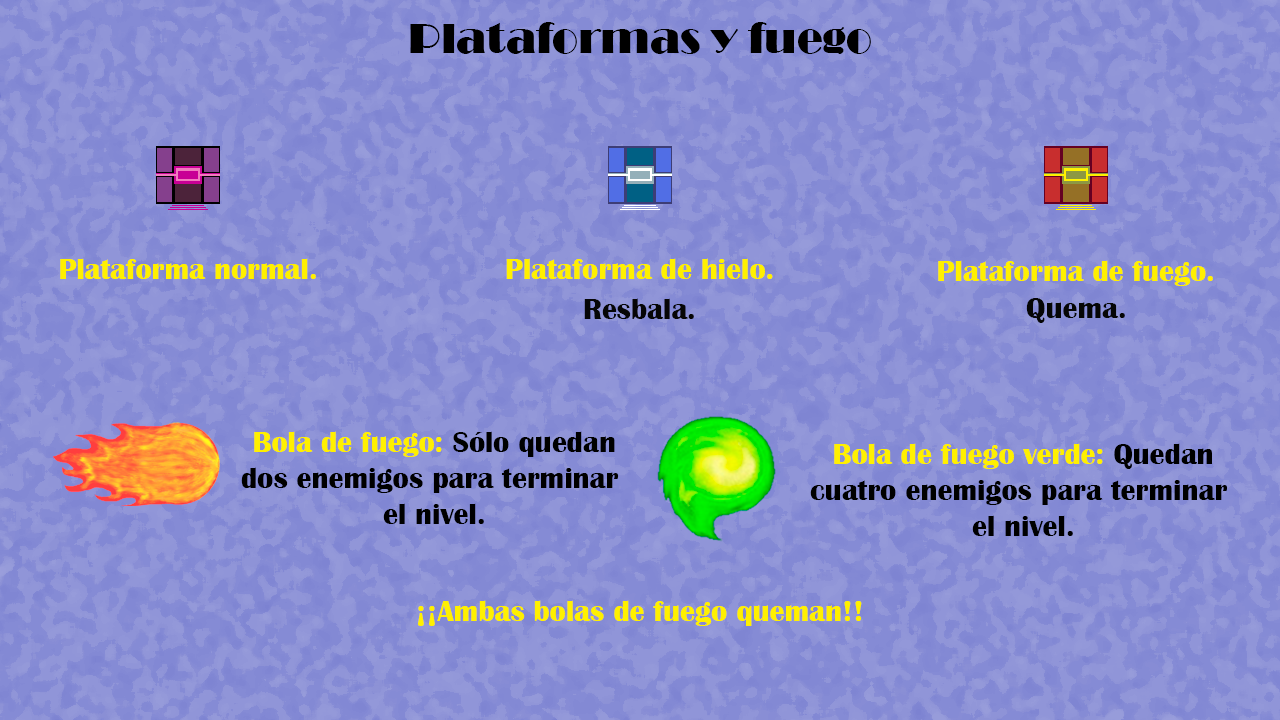 Plataformas y fuego
Plataforma normal.
Plataforma de hielo.
Resbala.
Plataforma de fuego.
Quema.
Bola de fuego: Sólo quedan
dos enemigos para terminar
el nivel.
Bola de fuego verde: Quedan
cuatro enemigos para terminar
el nivel.
¡¡Ambas bolas de fuego queman!!